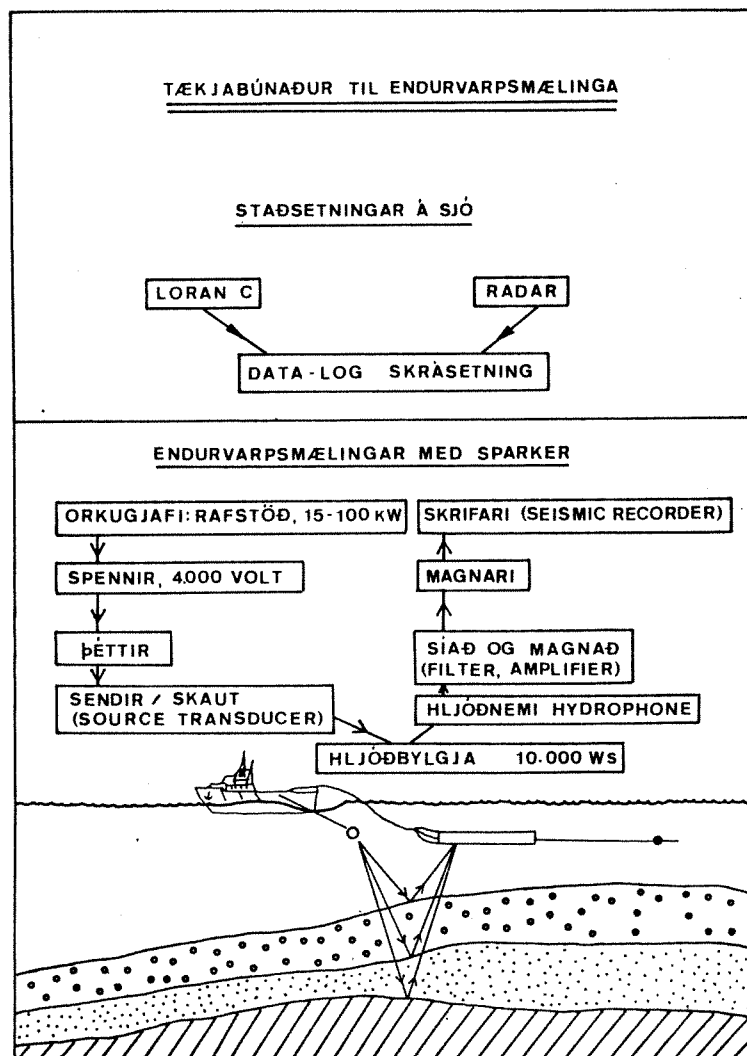 TÆKJABÚNAÐUR TIL ENDURVARPSMÆLINGA
STAÐSETNINGAR Á SJÓ
LORAN C
RADAR
DATA-LOG SKRÁSETNING
ENDURVARPSMÆLINGAR MED SPARKER
ORKUGJAFI: RAFSTÖÐ, 15-100 KW
SPENNIR, 4.000 VOLT
ÞÉTTIR
SENDIR / SKAUT
(SOURCE TRANSDUCER)
HLJÓÐBYLGJA 10.000 Ws
HLJÓÐNEMI HYDROPHONE
SÍAÐ OG MAGNAÐ
(FILTER, AMPLIFIER)
MAGNARI
SKRIFARI (SEISMIC RECORDER)